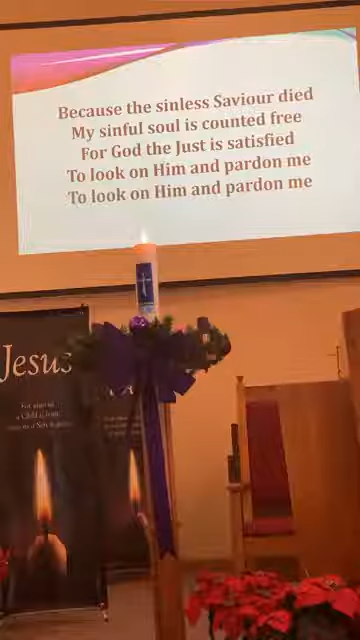 Because the sinless Saviour died
My sinful soul is counted free
For God the Just is satisfied
To look on Him and pardon me
To look on Him and pardon me
Jesus